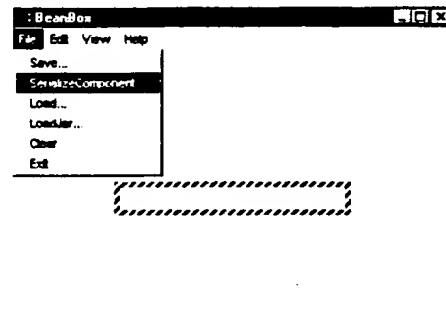 : BeanBox
File Edit View Help
Save...
SerializeComponent
Load...
LoadJar...
Clear
Exit